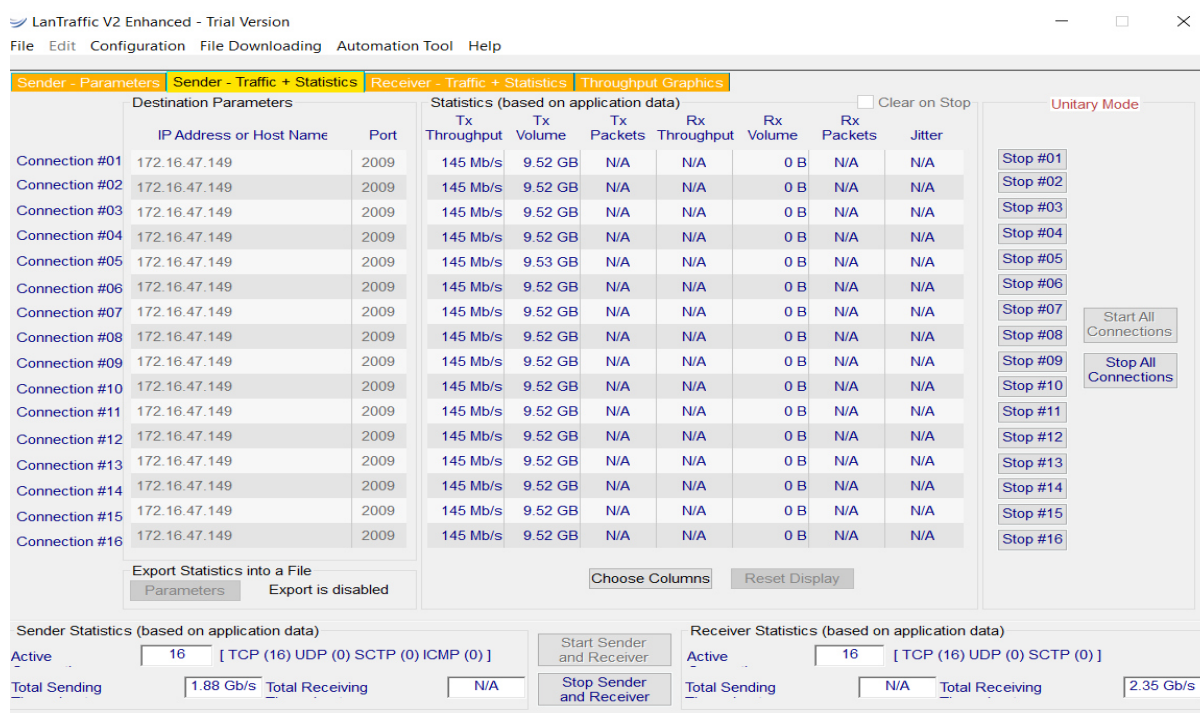 LanTraffic V2 Enhanced - Trial Version
File Edit Configuration File Downloading Automation Tool Help
Sender - Parameters Sender - Traffic + Statistics Receiver - Traffic + Statistics Throughput Graphics
Destination Parameters Statistics (based on application data) Clear on Stop Unitary Mode
Tx Tx Tx Rx Rx Rx
IP Address or Host Name Port Throughput Volume Packets Throughput Volume Packets Jitter
Connection #01 172.16.47.149 2009 145 Mb/s 9.52 GB N/A N/A 0 B N/A N/A Stop #01
Connection #02 172.16.47.149 2009 145 Mb/s 9.52 GB N/A N/A 0 B N/A N/A Stop #02
Connection #03 172.16.47.149 2009 145 Mb/s 9.52 GB N/A N/A 0 B N/A N/A Stop #03
Connection #04 172.16.47.149 2009 145 Mb/s 9.52 GB N/A N/A 0 B N/A N/A Stop #04
Connection #05 172.16.47.149 2009 145 Mb/s 9.53 GB N/A N/A 0 B N/A N/A Stop #05
Connection #06 172.16.47.149 2009 145 Mb/s 9.52 GB N/A N/A 0 B N/A N/A Stop #06
Connection #07 172.16.47.149 2009 145 Mb/s 9.52 GB N/A N/A 0 B N/A N/A Stop #07
Start All
Connections
Connection #08 172.16.47.149 2009 145 Mb/s 9.52 GB N/A N/A 0 B N/A N/A Stop #08
Connection #09 172.16.47.149 2009 145 Mb/s 9.52 GB N/A N/A 0 B N/A N/A Stop #09
Stop All
Connections
Connection #10 172.16.47.149 2009 145 Mb/s 9.52 GB N/A N/A 0 B N/A N/A Stop #10
Connection #11 172.16.47.149 2009 145 Mb/s 9.52 GB N/A N/A 0 B N/A N/A Stop #11
Connection #12 172.16.47.149 2009 145 Mb/s 9.52 GB N/A N/A 0 B N/A N/A Stop #12
Connection #13 172.16.47.149 2009 145 Mb/s 9.52 GB N/A N/A 0 B N/A N/A Stop #13
Connection #14 172.16.47.149 2009 145 Mb/s 9.52 GB N/A N/A 0 B N/A N/A Stop #14
Connection #15 172.16.47.149 2009 145 Mb/s 9.52 GB N/A N/A 0 B N/A N/A Stop #15
Connection #16 172.16.47.149 2009 145 Mb/s 9.52 GB N/A N/A 0 B N/A N/A Stop #16
Export Statistics into a File
Parameters Export is disabled
Choose Columns Reset Display
Sender Statistics (based on application data)
Active 16 [ TCP (16) UDP (0) SCTP (0) ICMP (0) ]
Total Sending 1.88 Gb/s Total Receiving N/A
Start Sender
and Receiver
Stop Sender
and Receiver
Receiver Statistics (based on application data)
Active 16 [ TCP (16) UDP (0) SCTP (0) ]
Total Sending N/A Total Receiving 2.35 Gb/s